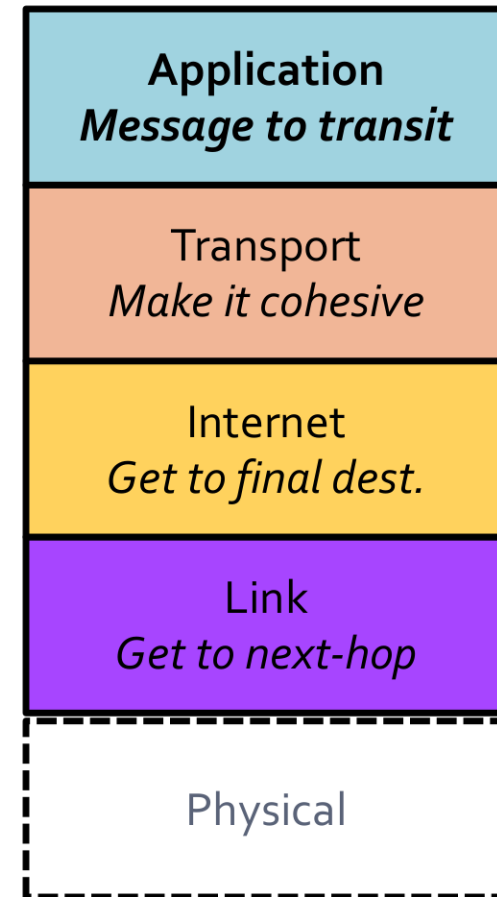 Application
Message to transit
Transport
Make it cohesive
Internet
Get to final dest.
Link
Get to next-hop
Physical